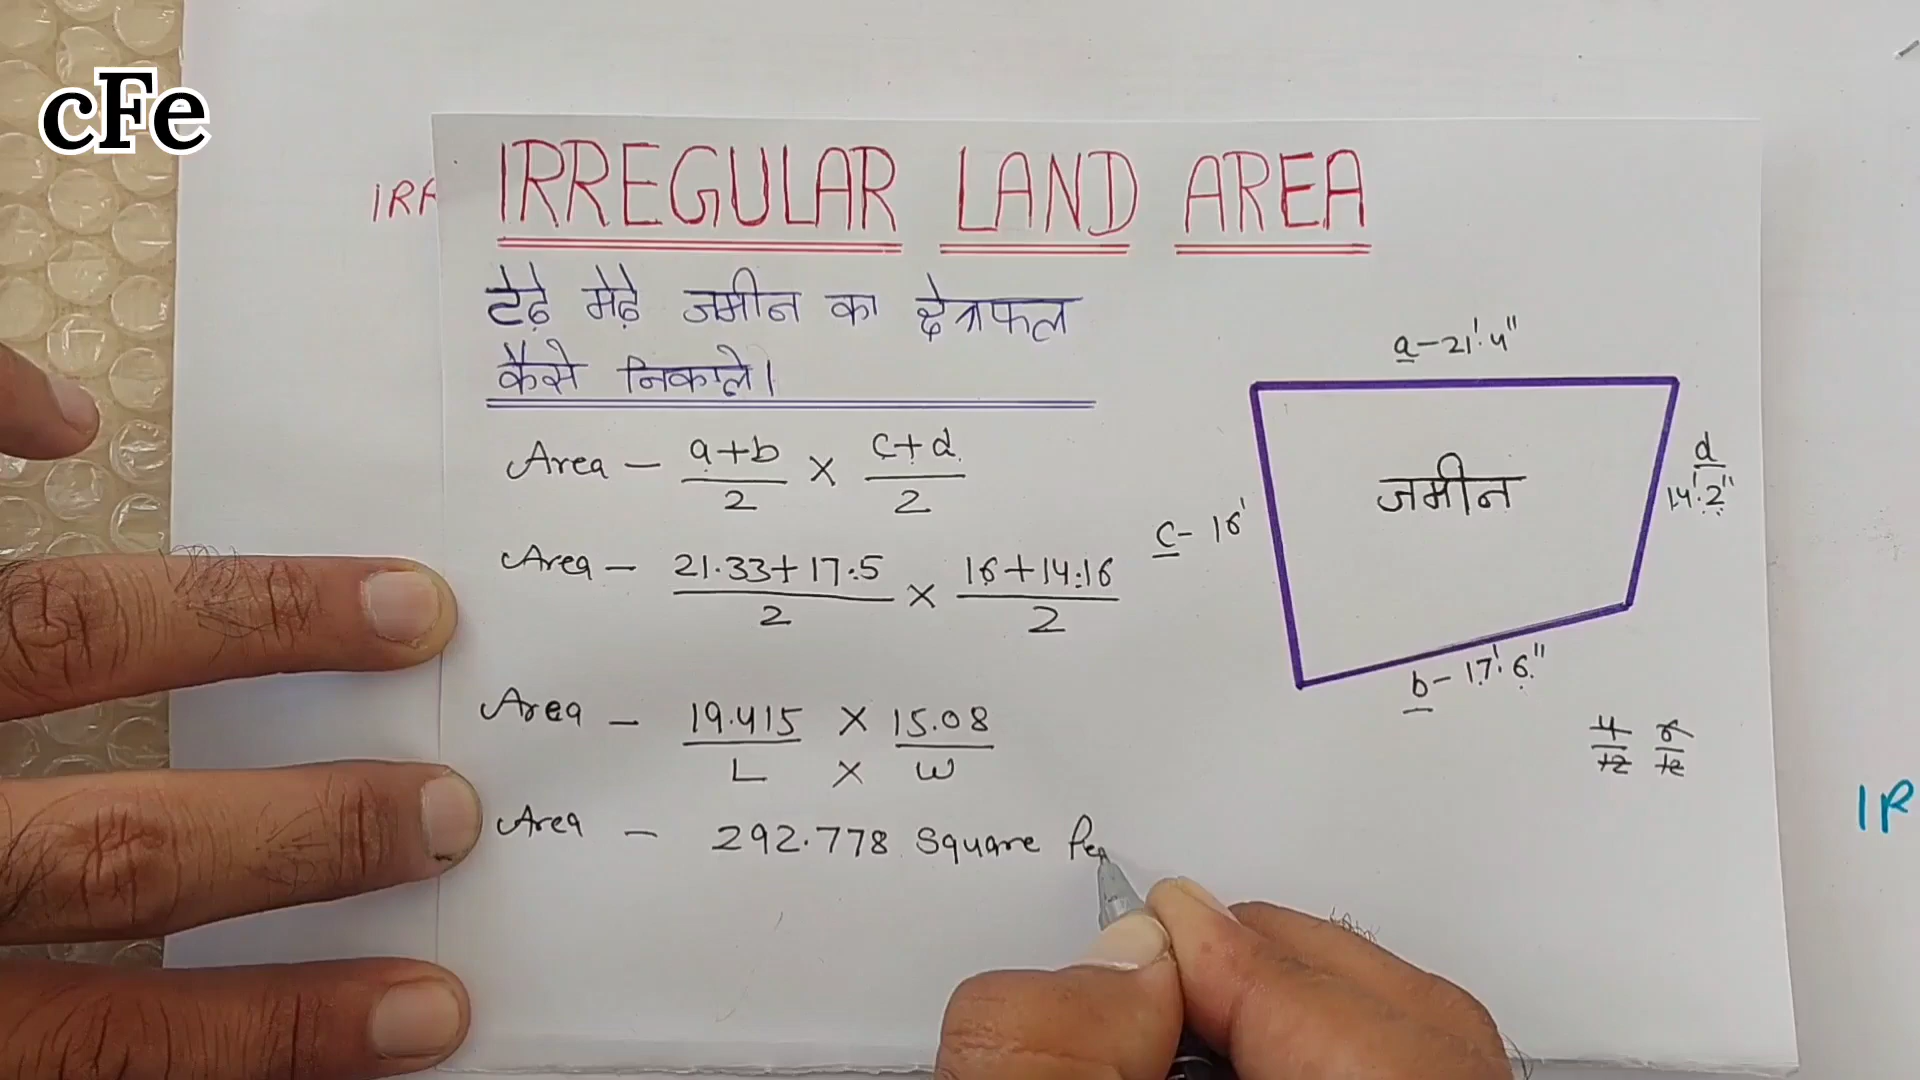 cFe
IRR
IRREGULAR LAND AREA
टेढ़े मेढ़े जमीन का क्षेत्रफल
कैसे निकाले।
Area — a+b/2 × c+d/2
Area — 21.33+17.5/2 × 16+14.16/2
Area — 19.415 × 15.08
L × W
Area — 292.778 Square Fee
a-21'.4"
जमीन
d
14'.2"
c- 16'
b- 17'.6"
4/12 6/12
IR